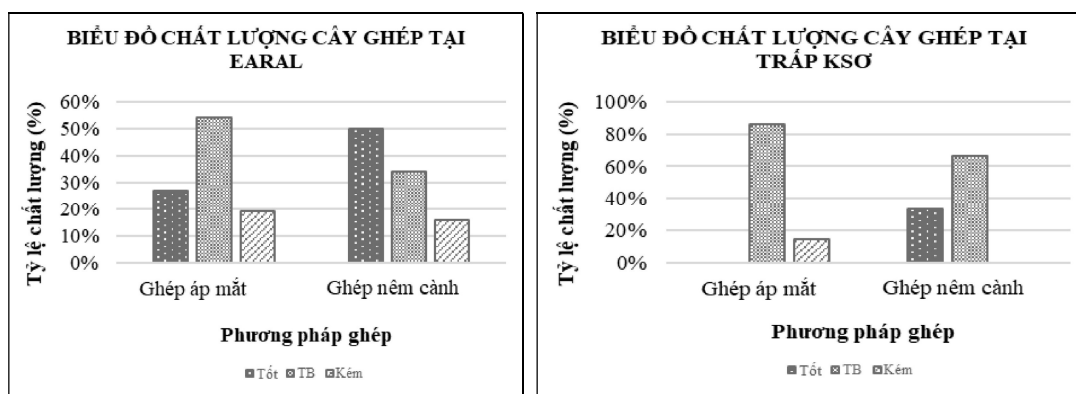 BIỂU ĐỒ CHẤT LƯỢNG CÂY GHÉP TẠI
EARAL
Tỷ lệ chất lượng (%)
60%
50%
40%
30%
20%
10%
0%
Ghép áp mắt
Ghép nêm cành
Phương pháp ghép
Tốt TB Kém
BIỂU ĐỒ CHẤT LƯỢNG CÂY GHÉP TẠI
TRẤP KSƠ
Tỷ lệ chất lượng (%)
100%
80%
60%
40%
20%
0%
Ghép áp mắt
Ghép nêm cành
Phương pháp ghép
Tốt TB Kém